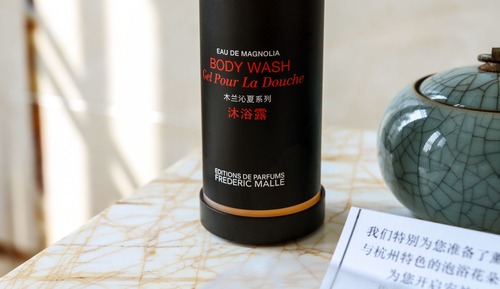 EAU DE MAGNOLIA
BODY WASH
Gel Pour La Douche
木兰沁夏系列
沐浴露
EDITIONS DE PARFUMS
FREDERIC MALLE
我们特别为您准备了
与杭州特色的泡浴花
为您开启